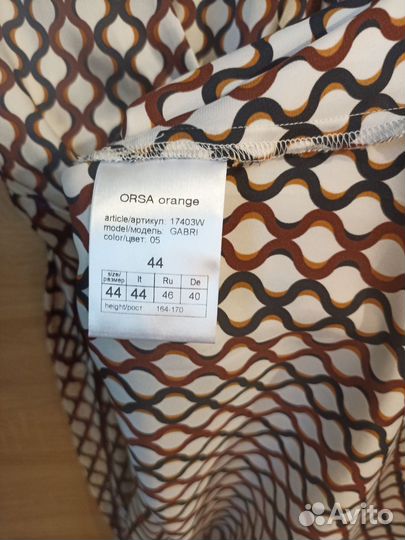 ORSA orange
article/артикул: 17403W
model/модель: GABRI
color/цвет: 05
44
size/ It Ru De
размер
44 44 46 40
height/рост 164-170
Avito